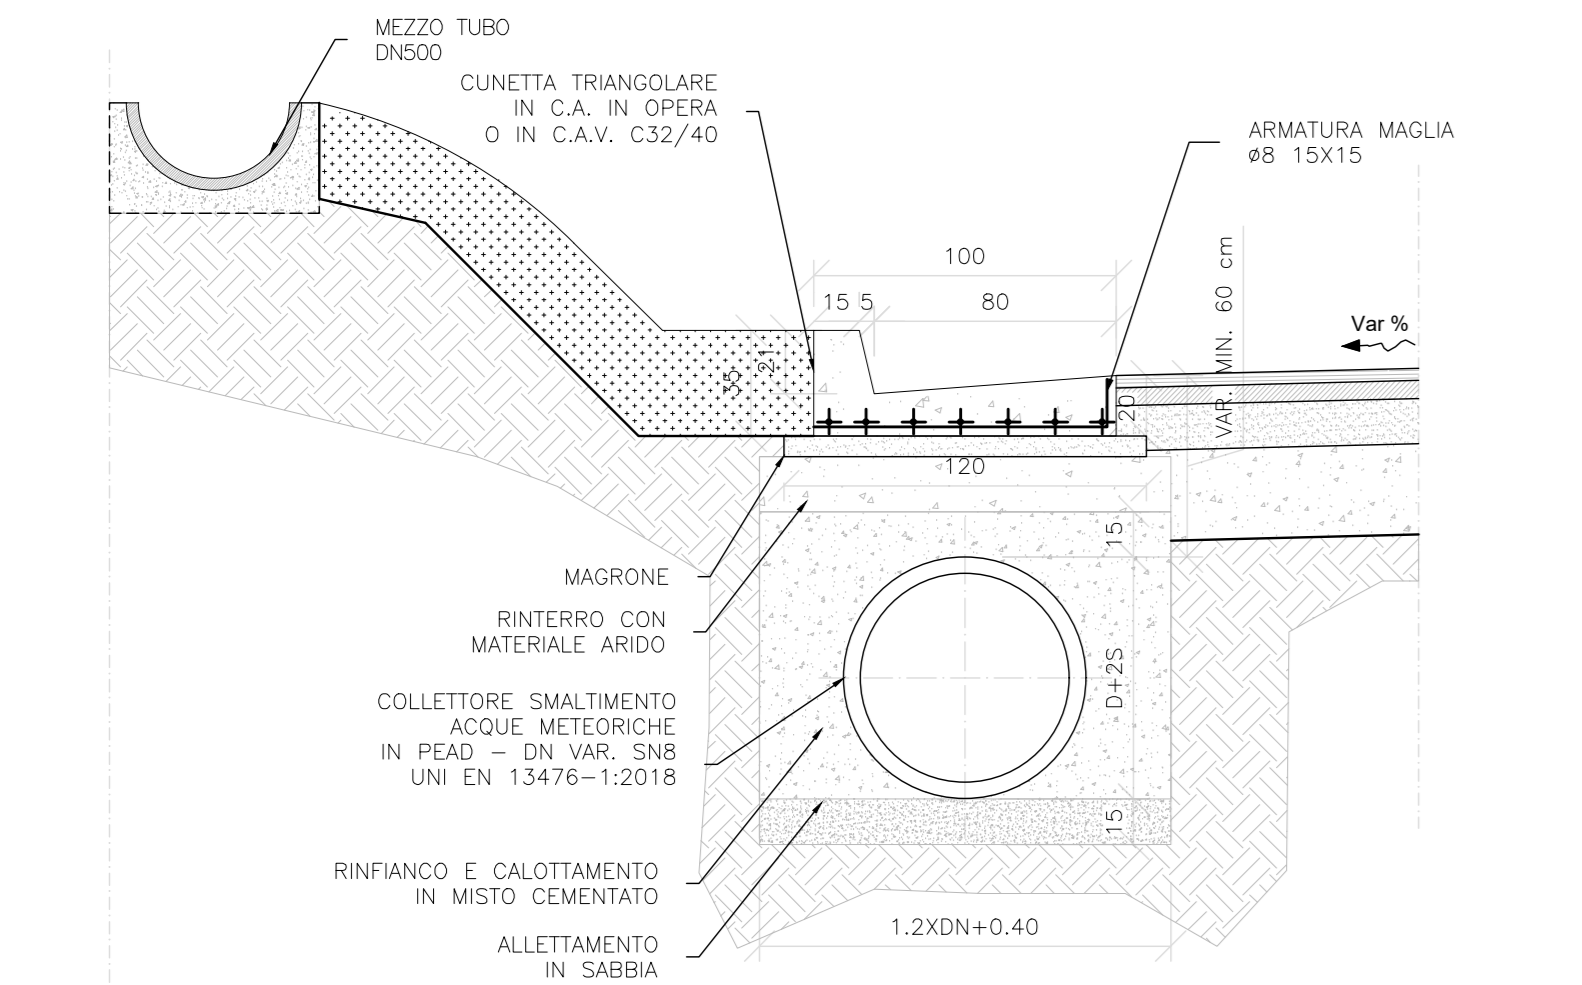 MEZZO TUBO
DN500
CUNETTA TRIANGOLARE
IN C.A. IN OPERA
O IN C.A.V. C32/40
ARMATURA MAGLIA
ø8 15X15
100
15 5 80
VAR. MIN. 60 cm
Var %
21
35
20
120
15
MAGRONE
RINTERRO CON
MATERIALE ARIDO
D+2S
COLLETTORE SMALTIMENTO
ACQUE METEORICHE
IN PEAD – DN VAR. SN8
UNI EN 13476–1:2018
15
RINFIANCO E CALOTTAMENTO
IN MISTO CEMENTATO
1.2XDN+0.40
ALLETTAMENTO
IN SABBIA